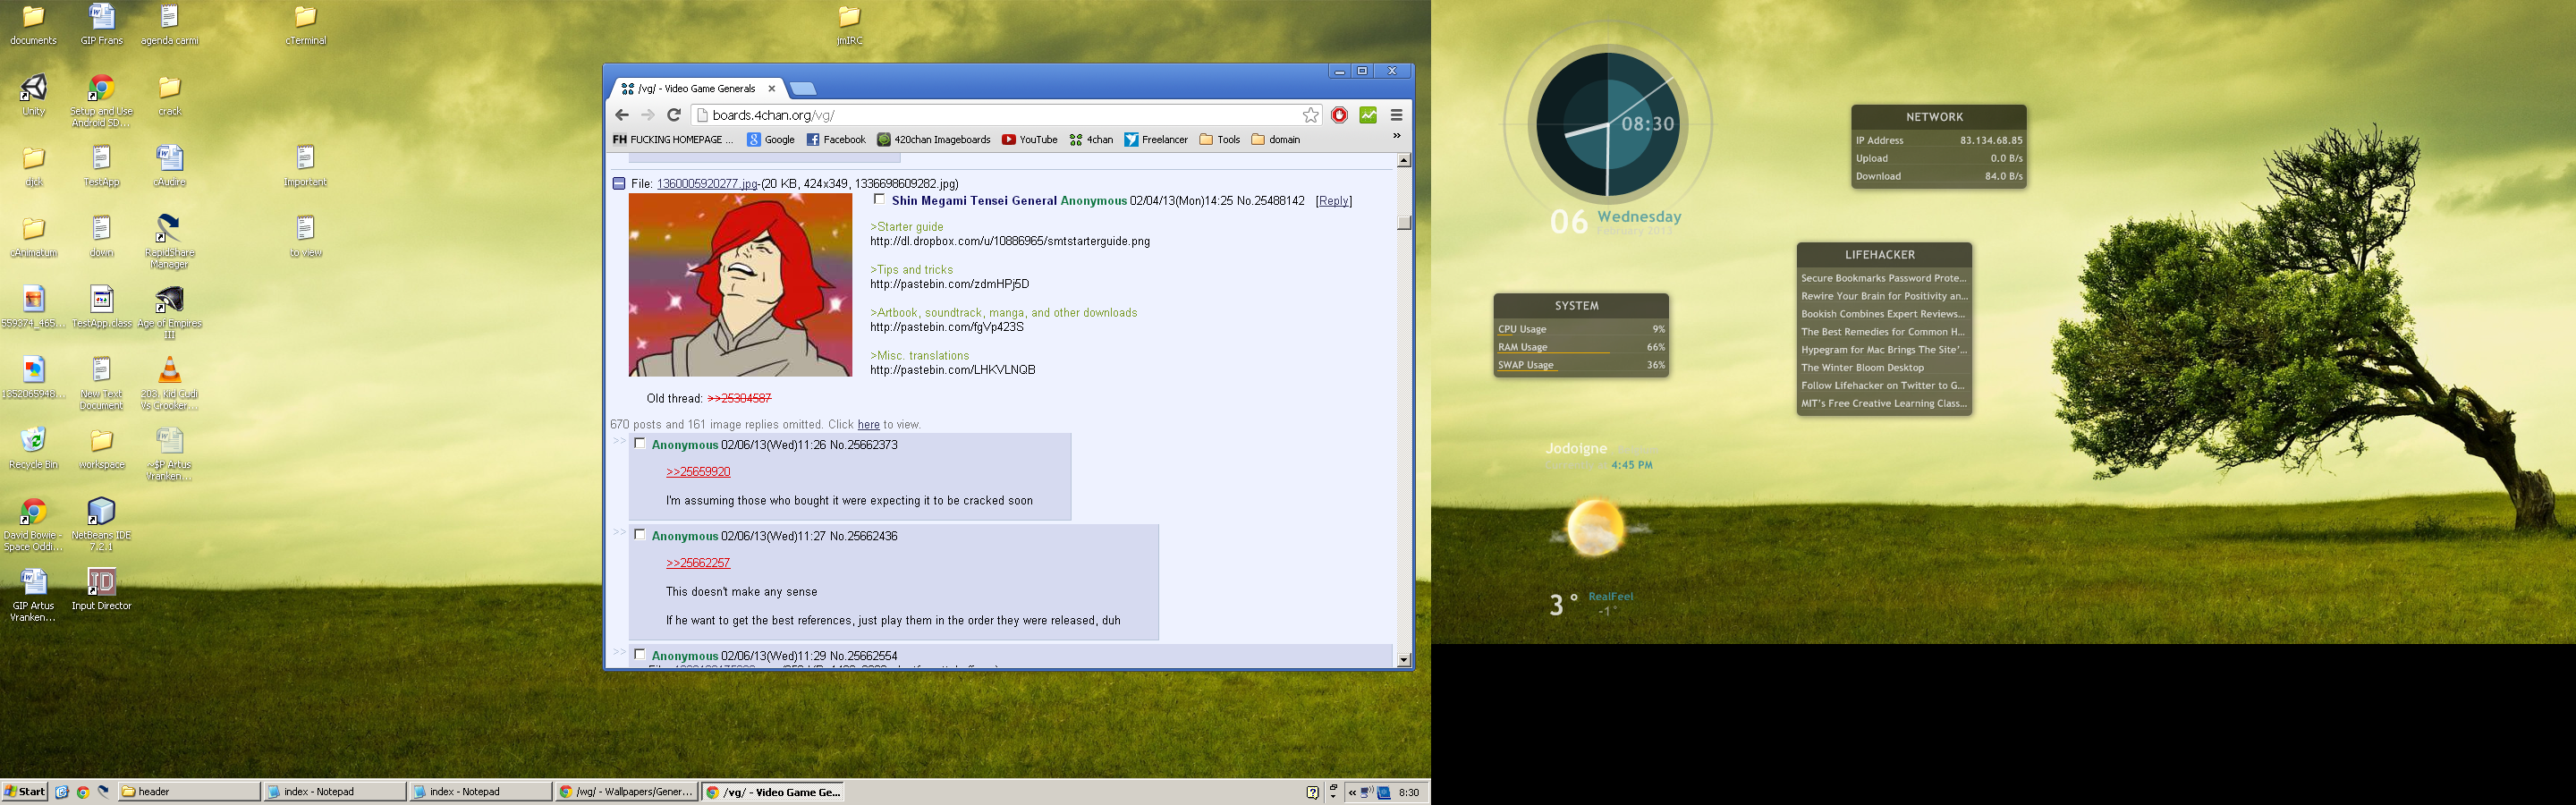 documents
GIP Frans
agenda carmi
cTerminal
jmIRC
Unity
Setup and Use
Android SD...
crack
djck
TestApp
cAudire
Important
cAnimatum
down
RapidShare
Manager
to view
559374_465...
TestApp.class
Age of Empires
III
1352065948...
New Text
Document
203. Kid Cudi
Vs Crooker...
Recycle Bin
workspace
~$P Artus
Vranken...
David Bowie -
Space Oddi...
NetBeans IDE
7.2.1
GIP Artus
Vranken...
Input Director
/vg/ - Video Game Generals
boards.4chan.org/vg/
FH FUCKING HOMEPAGE ...
Google
Facebook
420chan Imageboards
YouTube
4chan
Freelancer
Tools
domain
File: 1360005920277.jpg-(20 KB, 424x349, 1336698609282.jpg)
Shin Megami Tensei General Anonymous 02/04/13(Mon)14:25 No.25488142 [Reply]
>Starter guide
http://dl.dropbox.com/u/10886965/smtstarterguide.png
>Tips and tricks
http://pastebin.com/zdmHPj5D
>Artbook, soundtrack, manga, and other downloads
http://pastebin.com/fgVp423S
>Misc. translations
http://pastebin.com/LHKVLNQB
Old thread: >>25304587
670 posts and 161 image replies omitted. Click here to view.
>> Anonymous 02/06/13(Wed)11:26 No.25662373
>>25659920
I'm assuming those who bought it were expecting it to be cracked soon
>> Anonymous 02/06/13(Wed)11:27 No.25662436
>>25662257
This doesn't make any sense
If he want to get the best references, just play them in the order they were released, duh
>> Anonymous 02/06/13(Wed)11:29 No.25662554
Start
header
index - Notepad
index - Notepad
/wg/ - Wallpapers/Gener...
/vg/ - Video Game Ge...
8:30
08:30
06 Wednesday
February 2013
NETWORK
IP Address 83.134.68.85
Upload 0.0 B/s
Download 84.0 B/s
LIFEHACKER
Secure Bookmarks Password Prote...
Rewire Your Brain for Positivity an...
Bookish Combines Expert Reviews...
The Best Remedies for Common H...
Hypegram for Mac Brings The Site'...
The Winter Bloom Desktop
Follow Lifehacker on Twitter to G...
MIT's Free Creative Learning Class...
SYSTEM
CPU Usage 9%
RAM Usage 66%
SWAP Usage 36%
Jodoigne
4:45 PM
3°
RealFeel
-1°